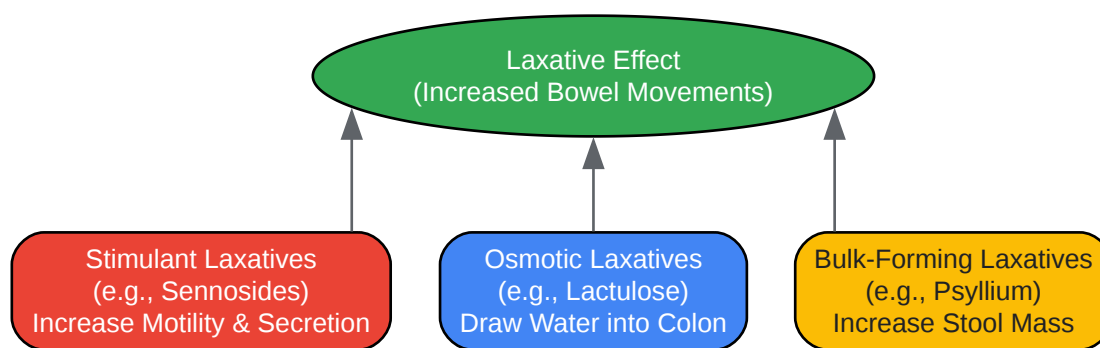 Laxative Effect
(Increased Bowel Movements)
Stimulant Laxatives
(e.g., Sennosides)
Increase Motility & Secretion
Osmotic Laxatives
(e.g., Lactulose)
Draw Water into Colon
Bulk-Forming Laxatives
(e.g., Psyllium)
Increase Stool Mass